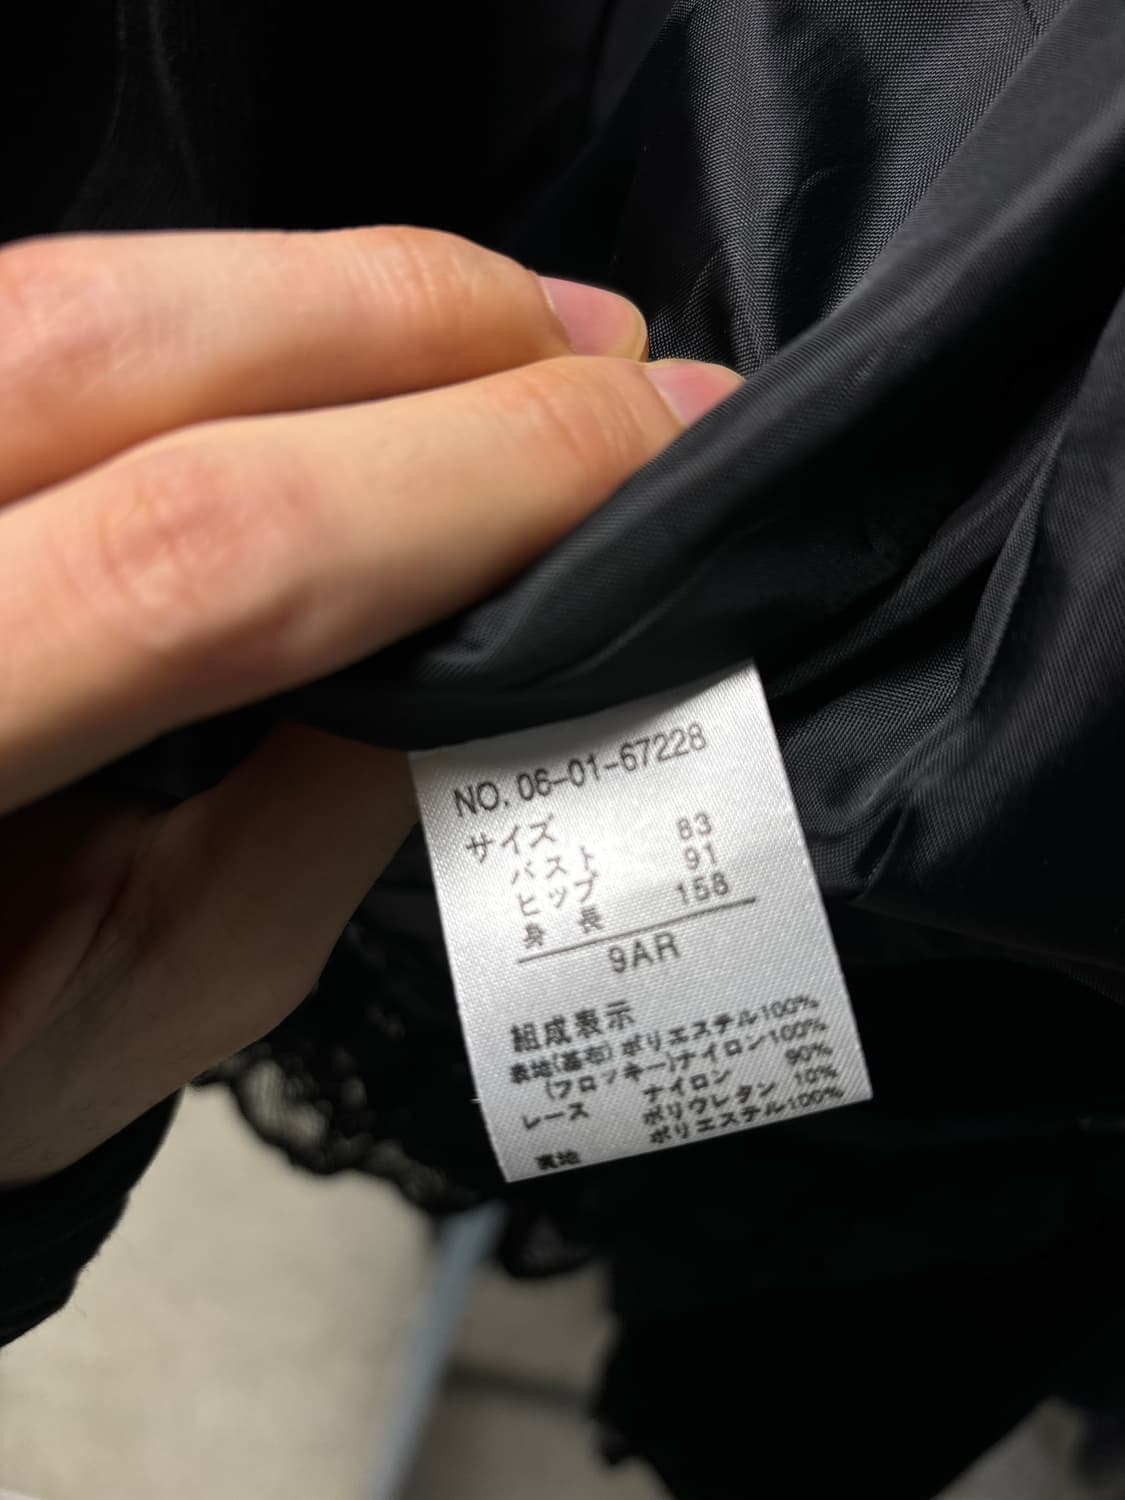 NO. 06-01-67228
サイズ
バスト 83
ヒップ 91
身長 158
9AR
組成表示
表地(基布)ポリエステル100%
(フロッキー)ナイロン100%
レース ナイロン 90%
ポリウレタン 10%
裏地 ポリエステル100%